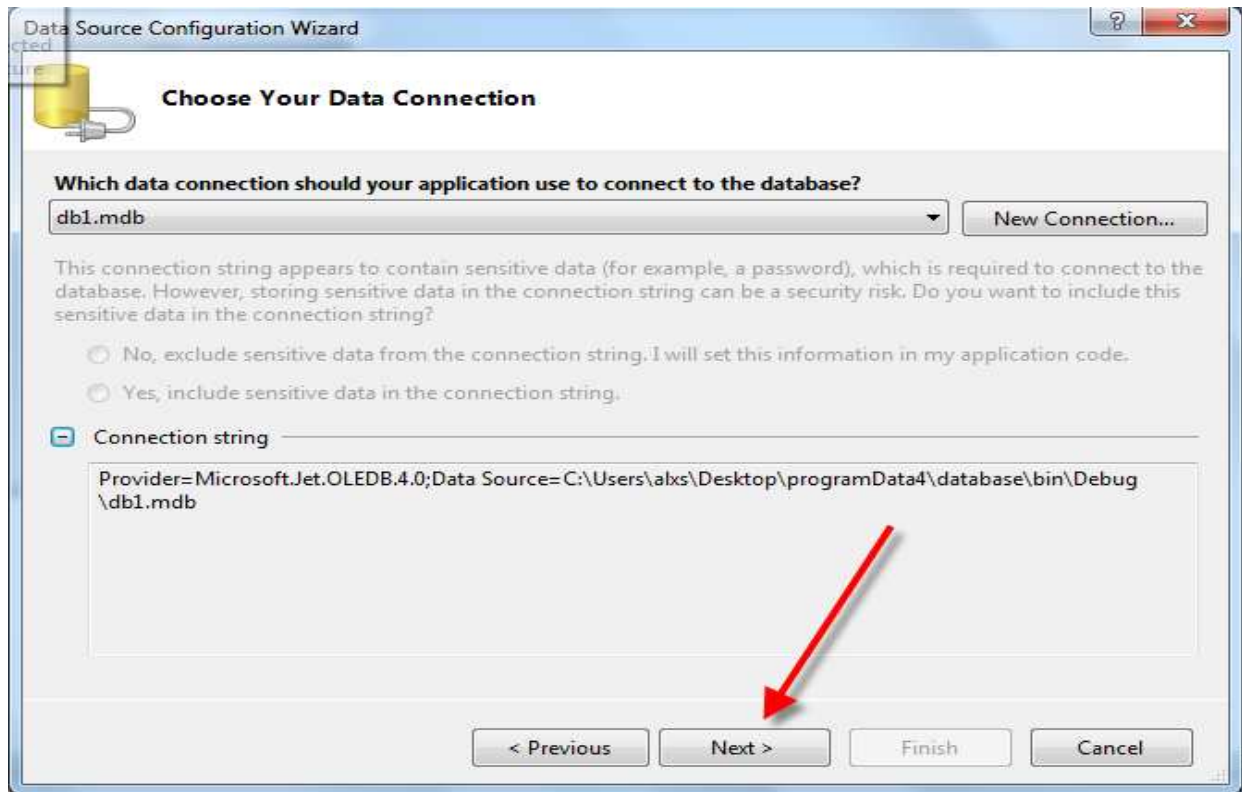 Data Source Configuration Wizard
cted
ture
Choose Your Data Connection
Which data connection should your application use to connect to the database?
db1.mdb
New Connection...
This connection string appears to contain sensitive data (for example, a password), which is required to connect to the
database. However, storing sensitive data in the connection string can be a security risk. Do you want to include this
sensitive data in the connection string?
No, exclude sensitive data from the connection string. I will set this information in my application code.
Yes, include sensitive data in the connection string.
Connection string
Provider=Microsoft.Jet.OLEDB.4.0;Data Source=C:\Users\alxs\Desktop\programData4\database\bin\Debug
\db1.mdb
< Previous
Next >
Finish
Cancel